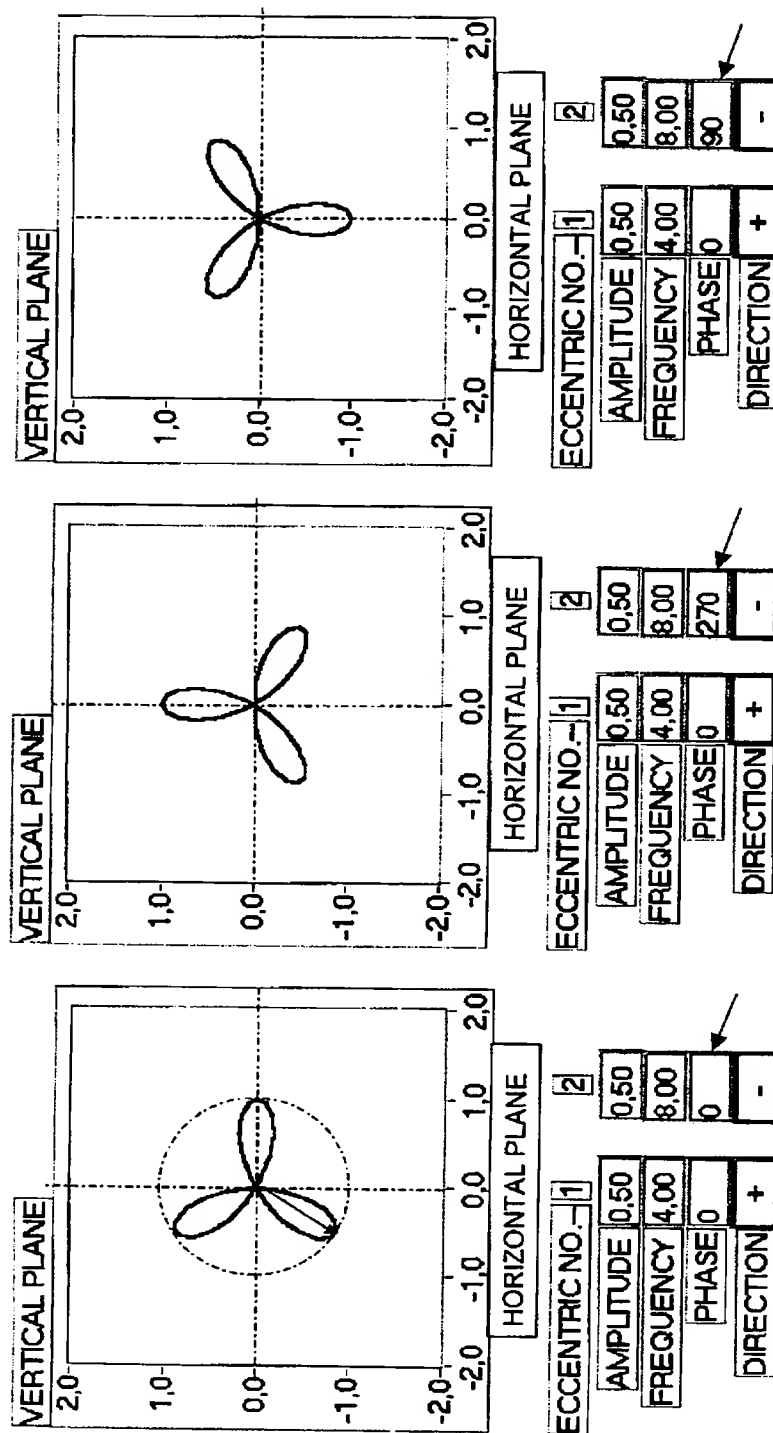 VERTICAL PLANE
2,0
1,0
0,0
-1,0
-2,0
-2,0 -1,0 0,0 1,0 2,0
HORIZONTAL PLANE
ECCENTRIC NO.– 1 2
AMPLITUDE 0,50 0,50
FREQUENCY 4,00 8,00
PHASE 0 0
DIRECTION + -
VERTICAL PLANE
2,0
1,0
0,0
-1,0
-2,0
-2,0 -1,0 0,0 1,0 2,0
HORIZONTAL PLANE
ECCENTRIC NO.– 1 2
AMPLITUDE 0,50 0,50
FREQUENCY 4,00 8,00
PHASE 0 270
DIRECTION + -
VERTICAL PLANE
2,0
1,0
0,0
-1,0
-2,0
-2,0 -1,0 0,0 1,0 2,0
HORIZONTAL PLANE
ECCENTRIC NO.– 1 2
AMPLITUDE 0,50 0,50
FREQUENCY 4,00 8,00
PHASE 0 90
DIRECTION + -